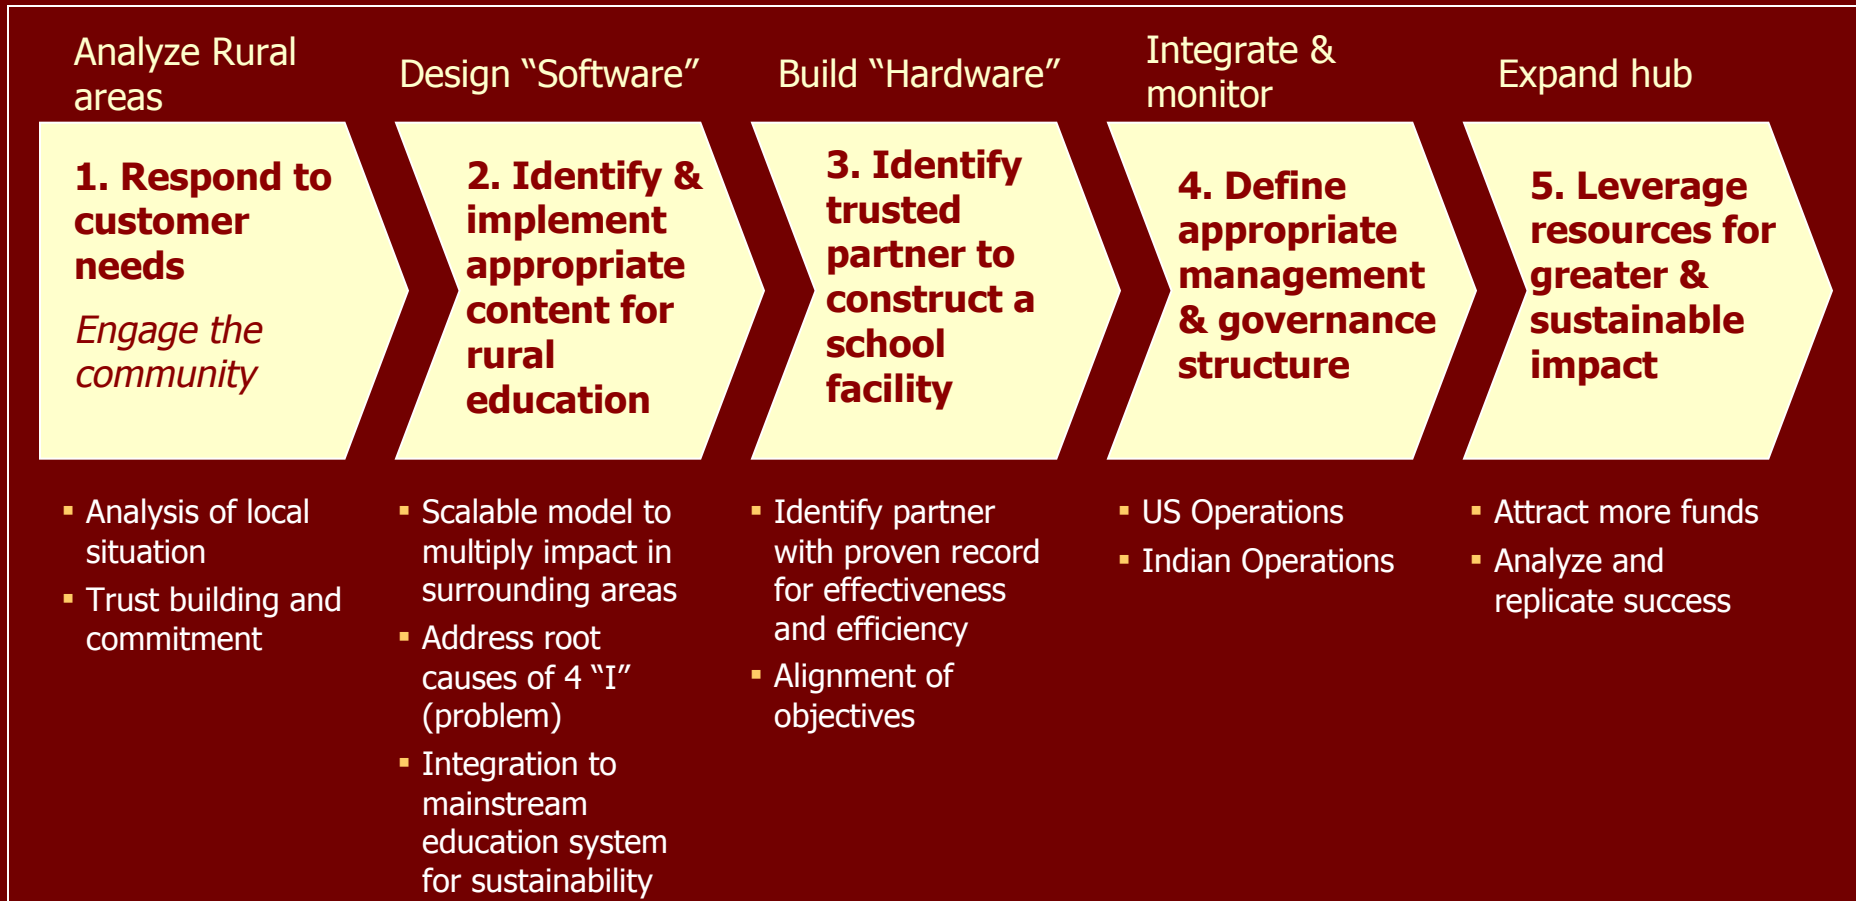 Analyze Rural
areas
1. Respond to
customer
needs
Engage the
community
▪ Analysis of local
situation
▪ Trust building and
commitment
Design “Software”
2. Identify &
implement
appropriate
content for
rural
education
▪ Scalable model to
multiply impact in
surrounding areas
▪ Address root
causes of 4 “I”
(problem)
▪ Integration to
mainstream
education system
for sustainability
Build “Hardware”
3. Identify
trusted
partner to
construct a
school
facility
▪ Identify partner
with proven record
for effectiveness
and efficiency
▪ Alignment of
objectives
Integrate &
monitor
4. Define
appropriate
management
& governance
structure
▪ US Operations
▪ Indian Operations
Expand hub
5. Leverage
resources for
greater &
sustainable
impact
▪ Attract more funds
▪ Analyze and
replicate success